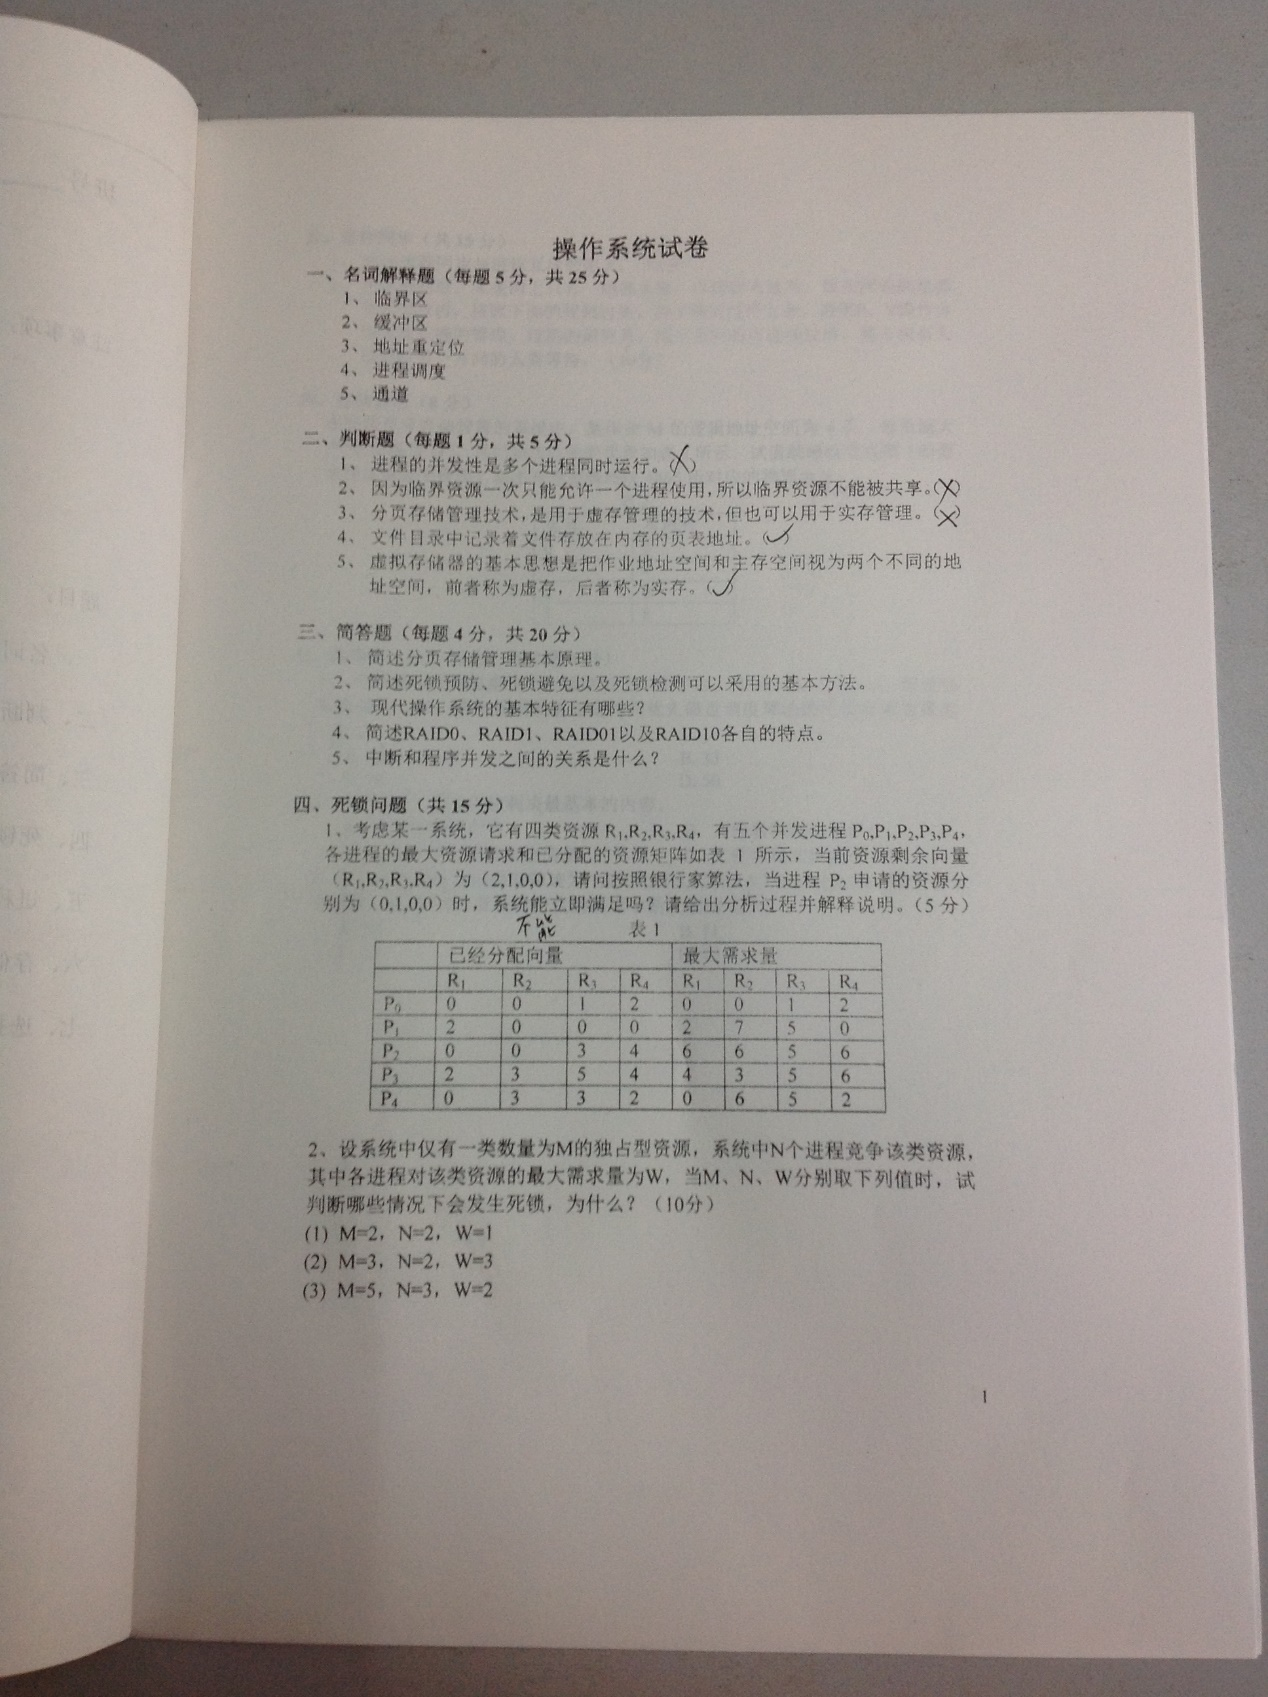 操作系统试卷
一、名词解释题（每题5分，共25分）
1、临界区
2、缓冲区
3、地址重定位
4、进程调度
5、通道
二、判断题（每题1分，共5分）
1、进程的并发性是多个进程同时运行。(X)
2、因为临界资源一次只能允许一个进程使用,所以临界资源不能被共享。(X)
3、分页存储管理技术,是用于虚存管理的技术,但也可以用于实存管理。(X)
4、文件目录中记录着文件存放在内存的页表地址。(✓)
5、虚拟存储器的基本思想是把作业地址空间和主存空间视为两个不同的地
址空间，前者称为虚存，后者称为实存。(✓)
三、简答题（每题4分，共20分）
1、简述分页存储管理基本原理。
2、简述死锁预防、死锁避免以及死锁检测可以采用的基本方法。
3、现代操作系统的基本特征有哪些？
4、简述RAID0、RAID1、RAID01以及RAID10各自的特点。
5、中断和程序并发之间的关系是什么？
四、死锁问题（共15分）
1、考虑某一系统，它有四类资源 R₁,R₂,R₃,R₄，有五个并发进程 P₀,P₁,P₂,P₃,P₄，
各进程的最大资源请求和已分配的资源矩阵如表 1 所示，当前资源剩余向量
（R₁,R₂,R₃,R₄）为（2,1,0,0），请问按照银行家算法，当进程 P₂ 申请的资源分
别为（0,1,0,0）时，系统能立即满足吗？请给出分析过程并解释说明。（5 分）
不能
表 1
已经分配向量 最大需求量
R₁ R₂ R₃ R₄ R₁ R₂ R₃ R₄
P₀ 0 0 1 2 0 0 1 2
P₁ 2 0 0 0 2 7 5 0
P₂ 0 0 3 4 6 6 5 6
P₃ 2 3 5 4 4 3 5 6
P₄ 0 3 3 2 0 6 5 2
2、设系统中仅有一类数量为M的独占型资源，系统中N个进程竞争该类资源，
其中各进程对该类资源的最大需求量为W，当M、N、W分别取下列值时，试
判断哪些情况下会发生死锁，为什么？（10分）
(1) M=2，N=2，W=1
(2) M=3，N=2，W=3
(3) M=5，N=3，W=2
1